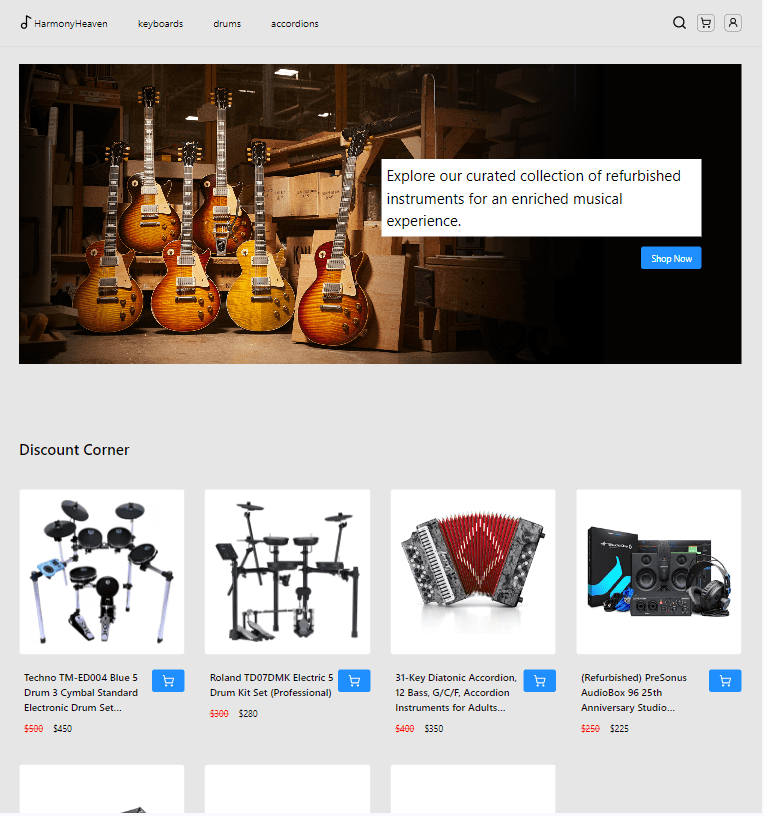 HarmonyHeaven keyboards drums accordions
Explore our curated collection of refurbished
instruments for an enriched musical
experience.
Shop Now
Discount Corner
Techno TM-ED004 Blue 5
Drum 3 Cymbal Standard
Electronic Drum Set...
$500 $450
Roland TD07DMK Electric 5
Drum Kit Set (Professional)
$300 $280
31-Key Diatonic Accordion,
12 Bass, G/C/F, Accordion
Instruments for Adults...
$400 $350
(Refurbished) PreSonus
AudioBox 96 25th
Anniversary Studio...
$250 $225